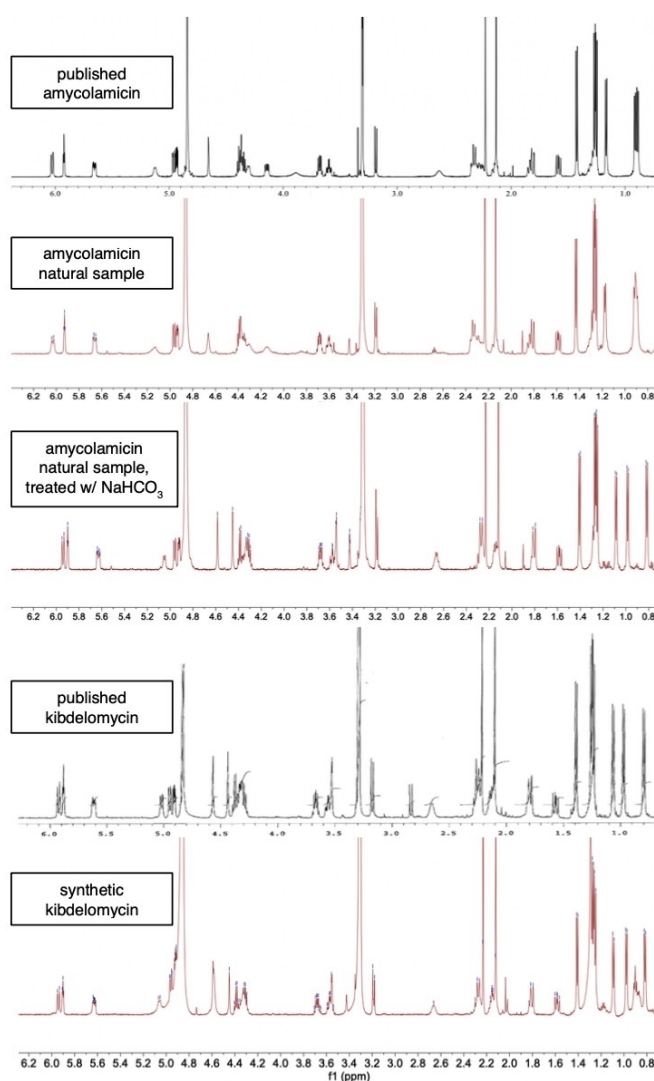 published
amycolamicin
6.0 5.0 4.0 3.0 2.0 1.0
amycolamicin
natural sample
6.2 6.0 5.8 5.6 5.4 5.2 5.0 4.8 4.6 4.4 4.2 4.0 3.8 3.6 3.4 3.2 3.0 2.8 2.6 2.4 2.2 2.0 1.8 1.6 1.4 1.2 1.0 0.8
amycolamicin
natural sample,
treated w/ NaHCO3
6.2 6.0 5.8 5.6 5.4 5.2 5.0 4.8 4.6 4.4 4.2 4.0 3.8 3.6 3.4 3.2 3.0 2.8 2.6 2.4 2.2 2.0 1.8 1.6 1.4 1.2 1.0 0.8
published
kibdelomycin
6.0 5.5 5.0 4.5 4.0 3.5 3.0 2.5 2.0 1.5 1.0
synthetic
kibdelomycin
6.2 6.0 5.8 5.6 5.4 5.2 5.0 4.8 4.6 4.4 4.2 4.0 3.8 3.6 3.4 3.2 3.0 2.8 2.6 2.4 2.2 2.0 1.8 1.6 1.4 1.2 1.0 0.8
f1 (ppm)